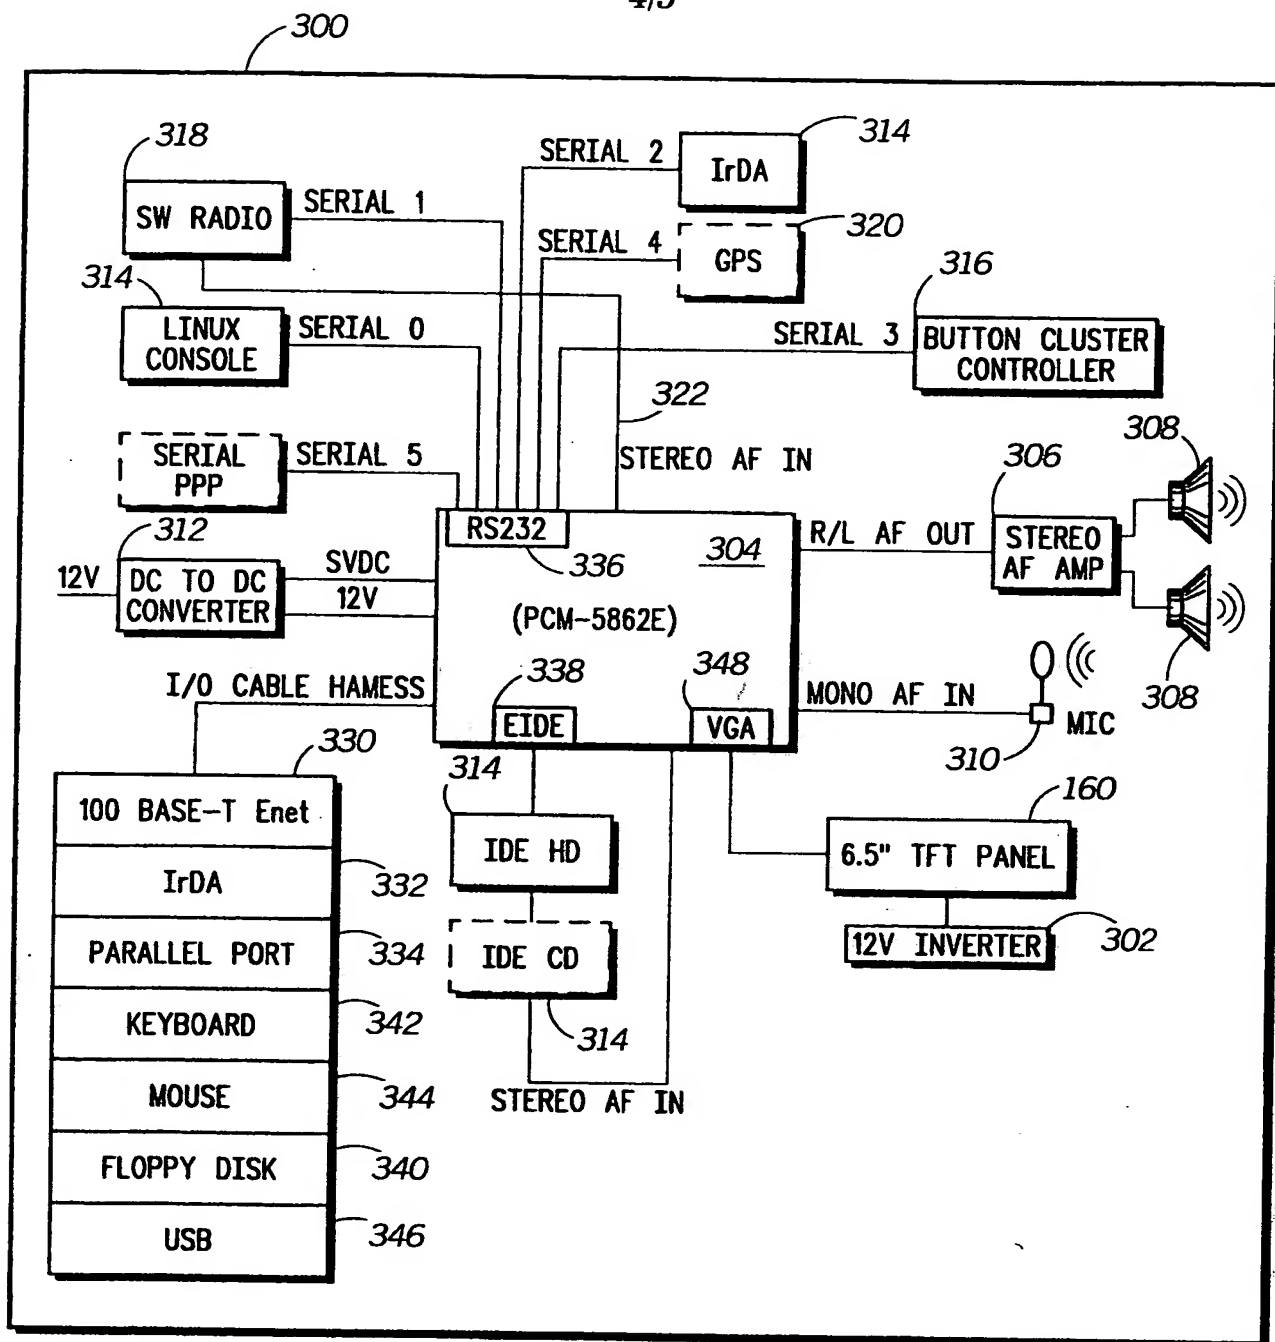 4/5
300
318
SW RADIO
SERIAL 1
SERIAL 2
IrDA
314
SERIAL 4
GPS
320
314
LINUX
CONSOLE
SERIAL 0
316
SERIAL 3
BUTTON CLUSTER
CONTROLLER
322
STEREO AF IN
SERIAL
PPP
SERIAL 5
308
306
R/L AF OUT
STEREO
AF AMP
308
RS232
336
304
(PCM-5862E)
312
12V
DC TO DC
CONVERTER
SVDC
12V
I/O CABLE HAMESS
338
EIDE
348
VGA
MONO AF IN
MIC
310
330
100 BASE-T Enet
IrDA
332
PARALLEL PORT
334
KEYBOARD
342
MOUSE
344
FLOPPY DISK
340
USB
346
314
IDE HD
IDE CD
314
STEREO AF IN
160
6.5" TFT PANEL
12V INVERTER
302